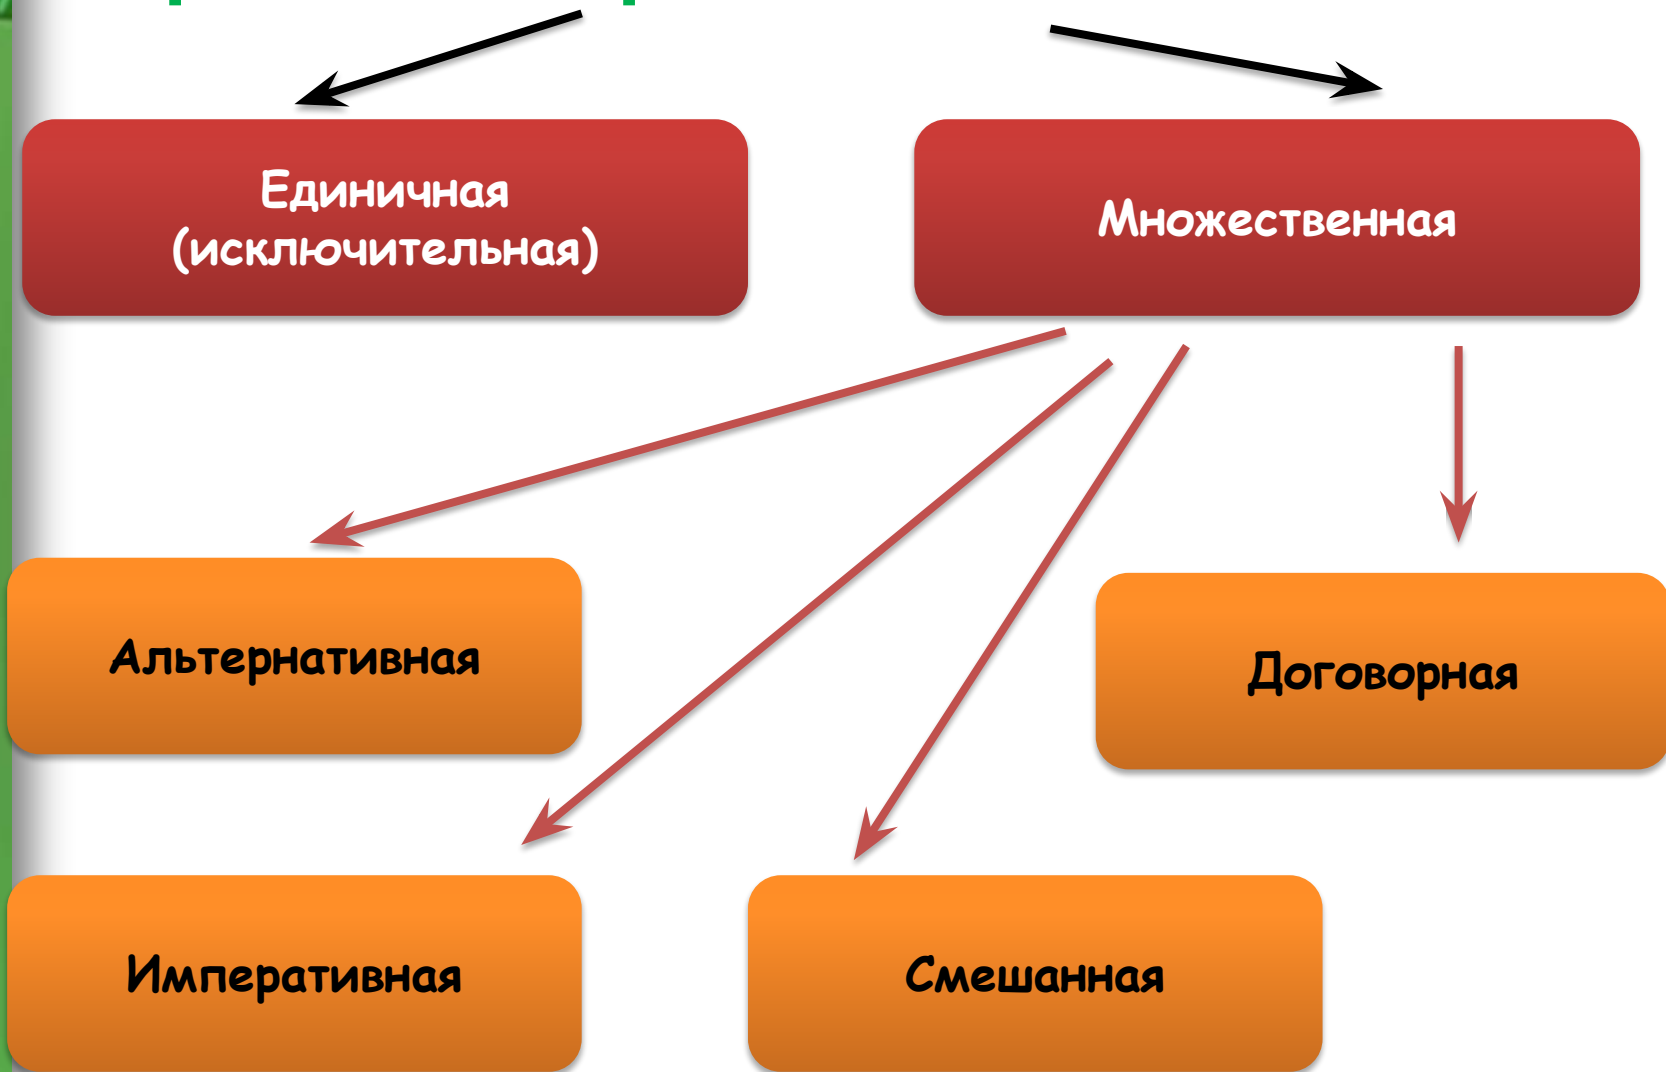 Единичная
(исключительная)
Множественная
Альтернативная
Договорная
Императивная
Смешанная